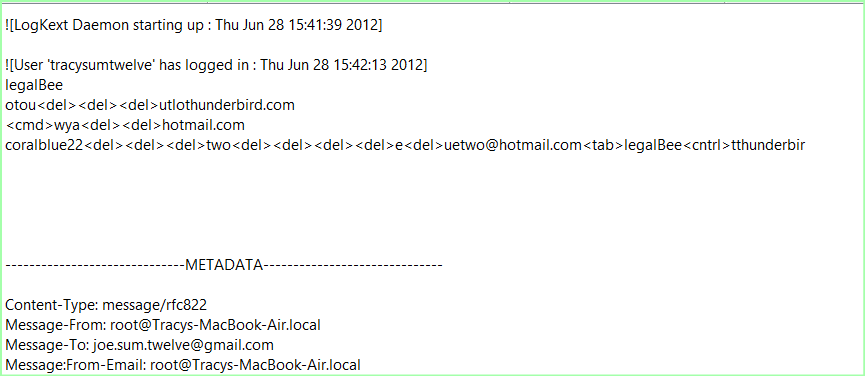 ![LogKext Daemon starting up : Thu Jun 28 15:41:39 2012]
![User 'tracysumtwelve' has logged in : Thu Jun 28 15:42:13 2012]
legalBee
otou<del><del><del>utlothunderbird.com
<cmd>wya<del><del>hotmail.com
coralblue22<del><del><del>two<del><del><del><del>e<del>uetwo@hotmail.com<tab>legalBee<cntrl>tthunderbir
------------------------------METADATA------------------------------
Content-Type: message/rfc822
Message-From: root@Tracys-MacBook-Air.local
Message-To: joe.sum.twelve@gmail.com
Message:From-Email: root@Tracys-MacBook-Air.local